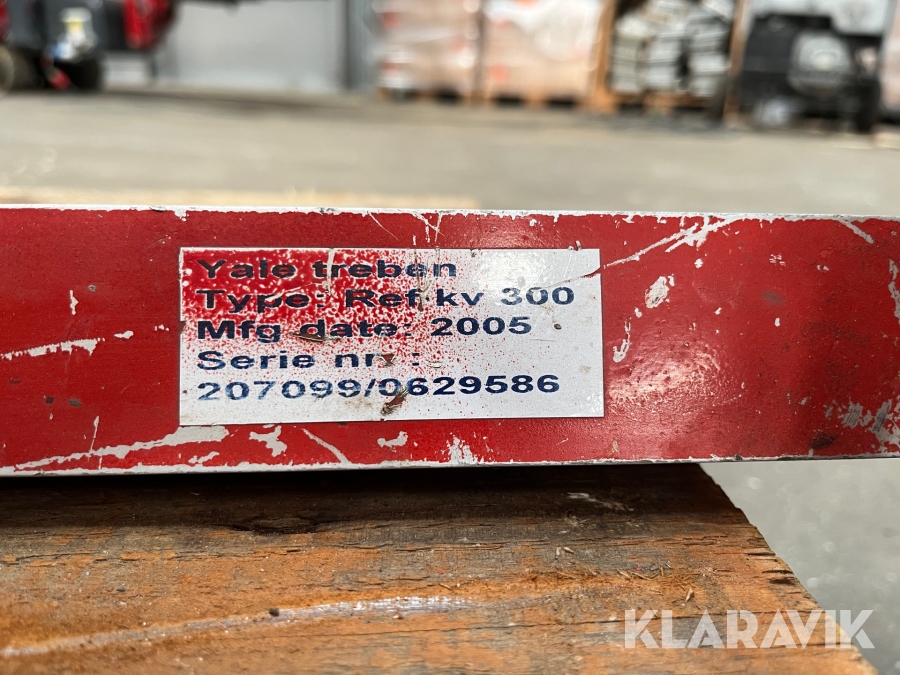 Yale treben
Type: Ref kv 300
Mfg date: 2005
Serie nr. :
207099/0629586
KLARAVIK